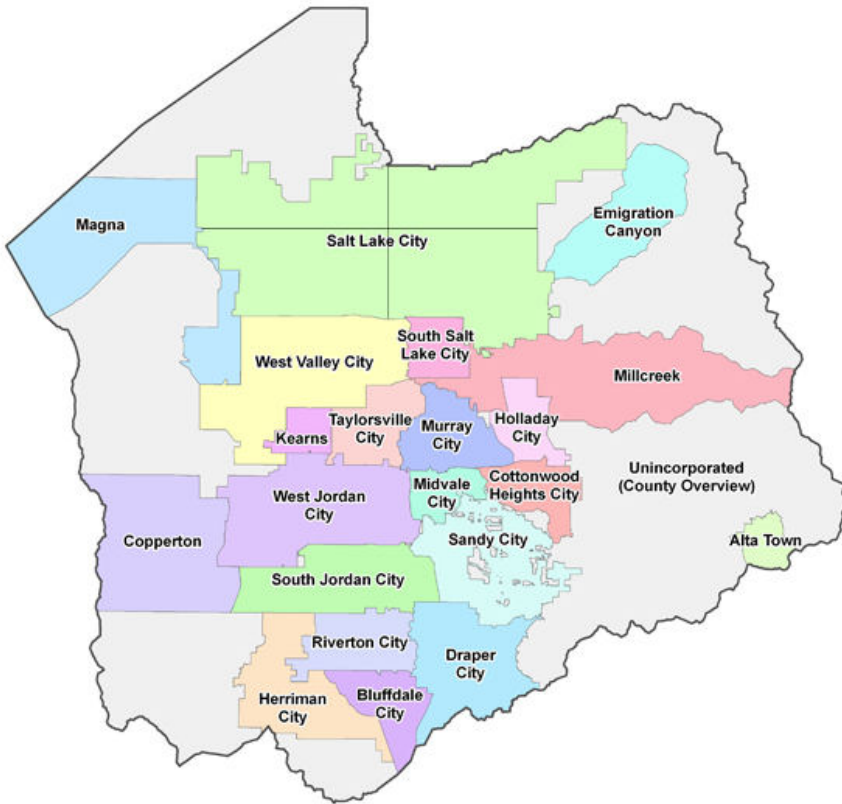 Magna
Salt Lake City
Emigration
Canyon
South Salt
Lake City
West Valley City
Millcreek
Kearns
Taylorsville
City
Murray
City
Holladay
City
Unincorporated
(County Overview)
Copperton
West Jordan
City
Midvale
City
Cottonwood
Heights City
Sandy City
Alta Town
South Jordan City
Riverton City
Draper
City
Herriman
City
Bluffdale
City